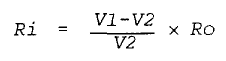 Ri = V1-V2/V2 × Ro